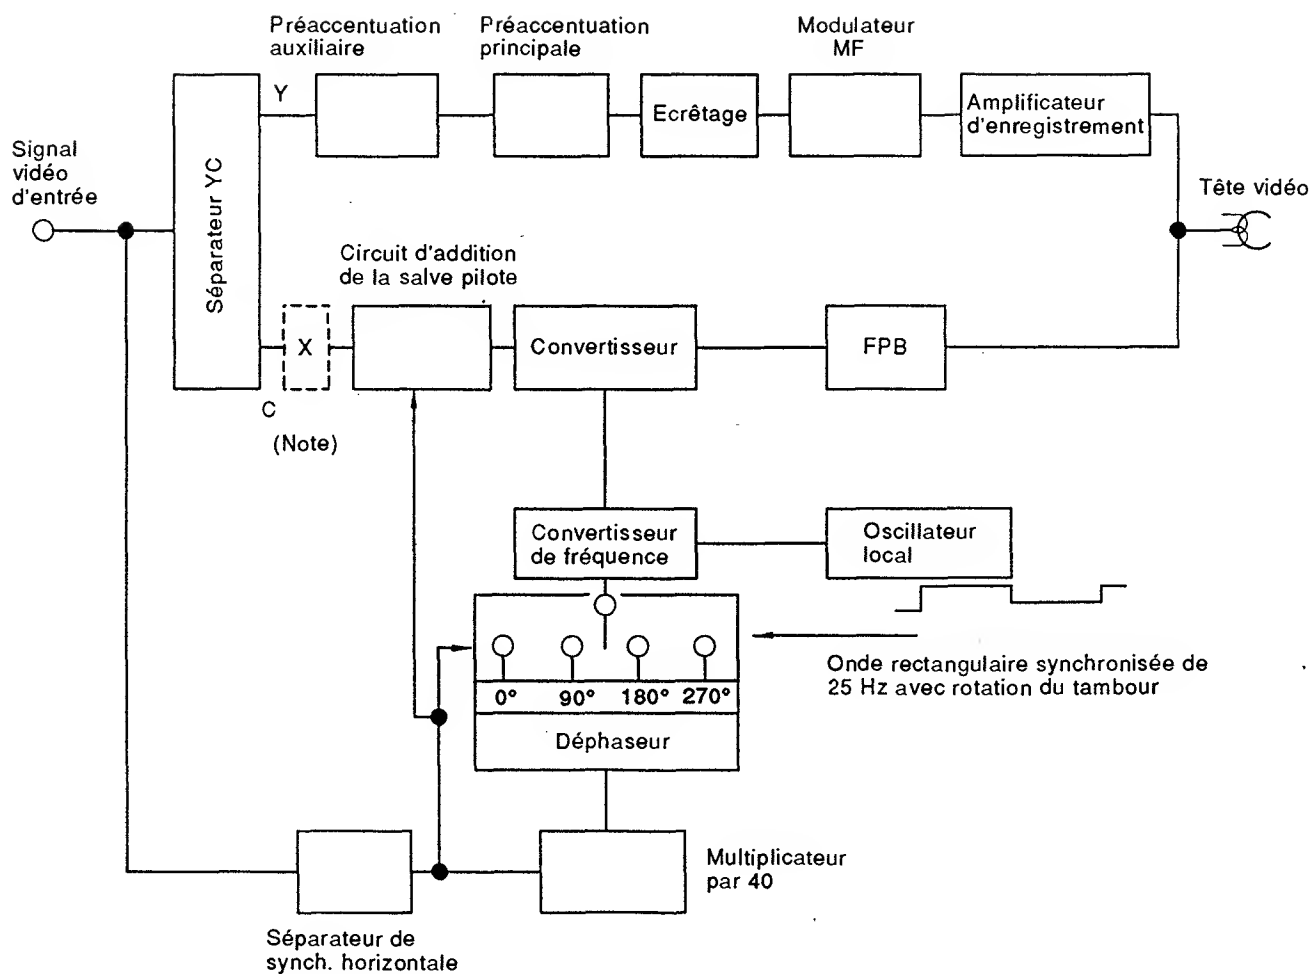 Préaccentuation
auxiliaire
Préaccentuation
principale
Modulateur
MF
Y
Ecrêtage
Amplificateur
d'enregistrement
Signal
vidéo
d'entrée
Séparateur YC
Tête vidéo
Circuit d'addition
de la salve pilote
X
Convertisseur
FPB
C
(Note)
Convertisseur
de fréquence
Oscillateur
local
0° 90° 180° 270°
Déphaseur
Onde rectangulaire synchronisée de
25 Hz avec rotation du tambour
Multiplicateur
par 40
Séparateur de
synch. horizontale